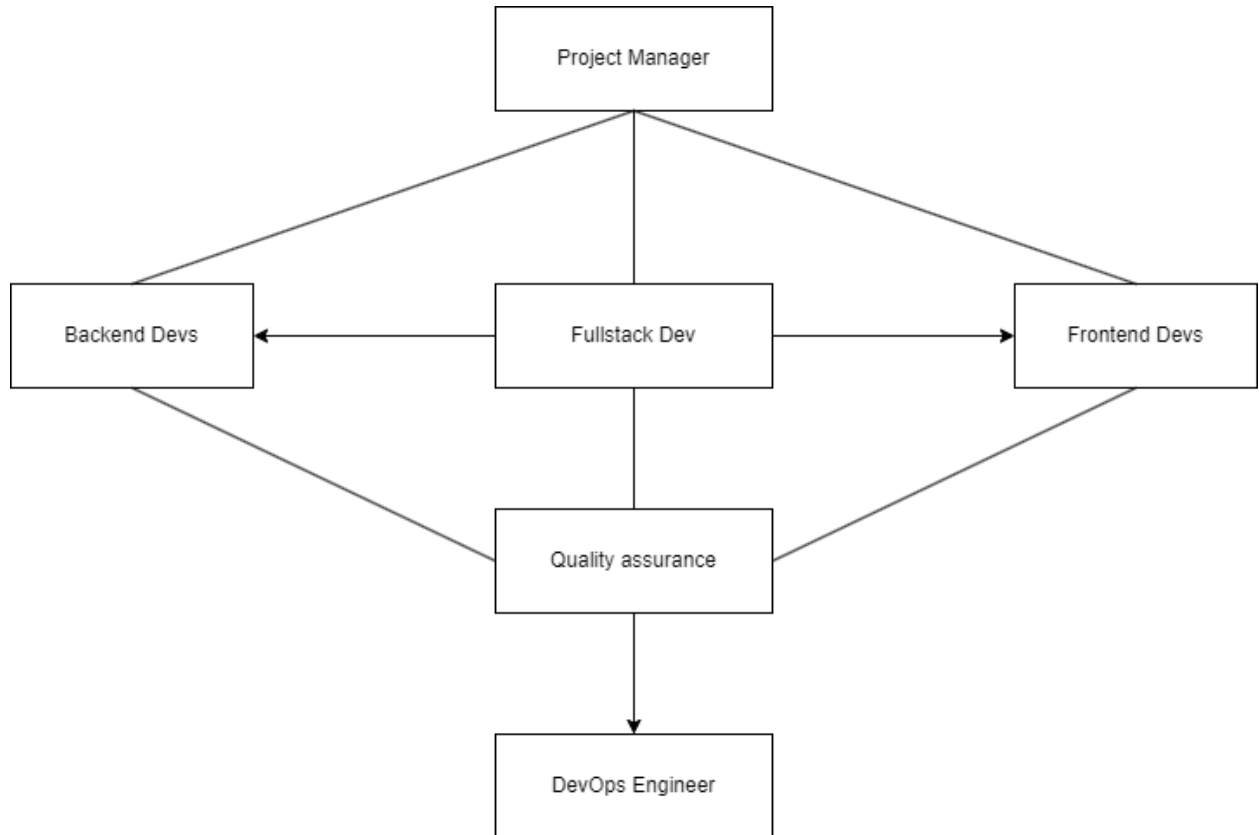 Project Manager
Backend Devs
Fullstack Dev
Frontend Devs
Quality assurance
DevOps Engineer